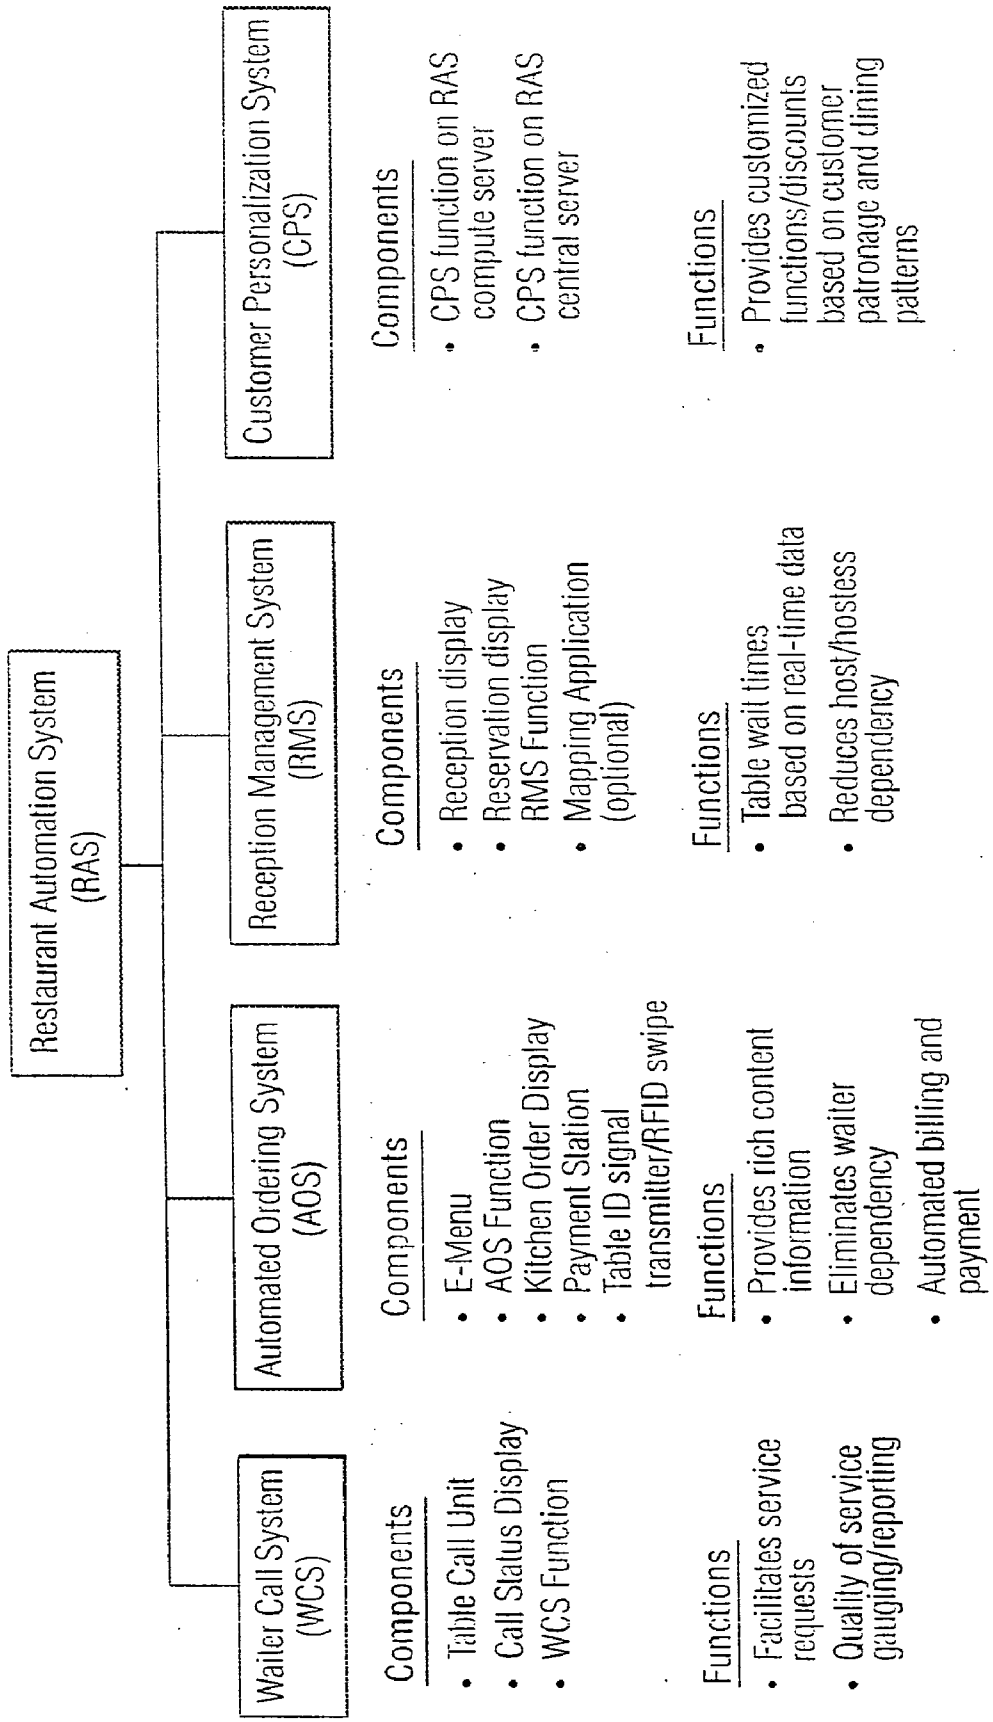 Restaurant Automation System
(RAS)
Waiter Call System
(WCS)
Components
• Table Call Unit
• Call Status Display
• WCS Function
Functions
• Facilitates service
requests
• Quality of service
gauging/reporting
Automated Ordering System
(AOS)
Components
• E-Menu
• AOS Function
• Kitchen Order Display
• Payment Station
• Table ID signal
transmitter/RFID swipe
Functions
• Provides rich content
information
• Eliminates waiter
dependency
• Automated billing and
payment
Reception Management System
(RMS)
Components
• Reception display
• Reservation display
RMS Function
• Mapping Application
(optional)
Functions
• Table wait times
based on real-time data
• Reduces host/hostess
dependency
Customer Personalization System
(CPS)
Components
• CPS function on RAS
compute server
• CPS function on RAS
central server
Functions
• Provides customized
functions/discounts
based on customer
patronage and dining
patterns